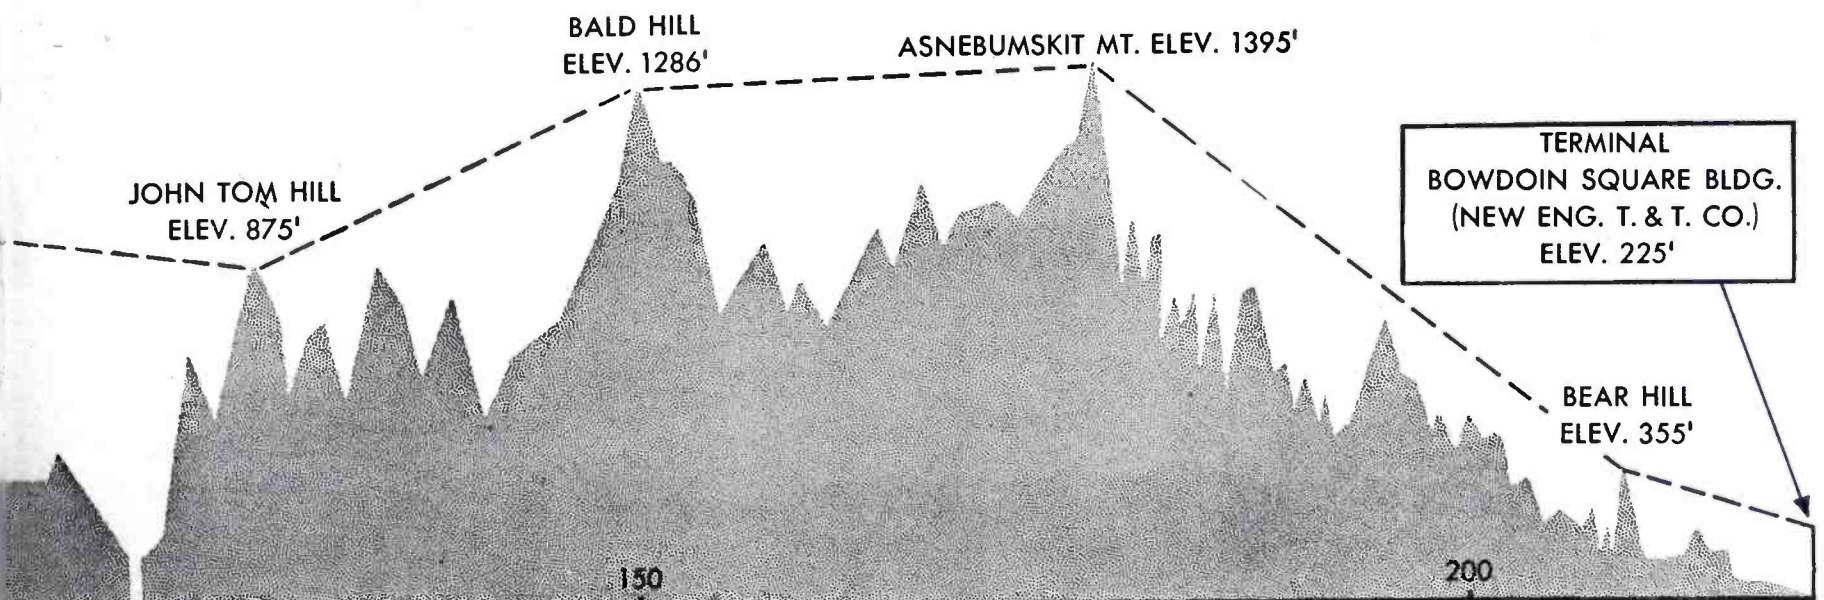 BALD HILL
ELEV. 1286'
ASNEBUMSKIT MT. ELEV. 1395'
JOHN TOM HILL
ELEV. 875'
TERMINAL
BOWDOIN SQUARE BLDG.
(NEW ENG. T. & T. CO.)
ELEV. 225'
BEAR HILL
ELEV. 355'
150
200